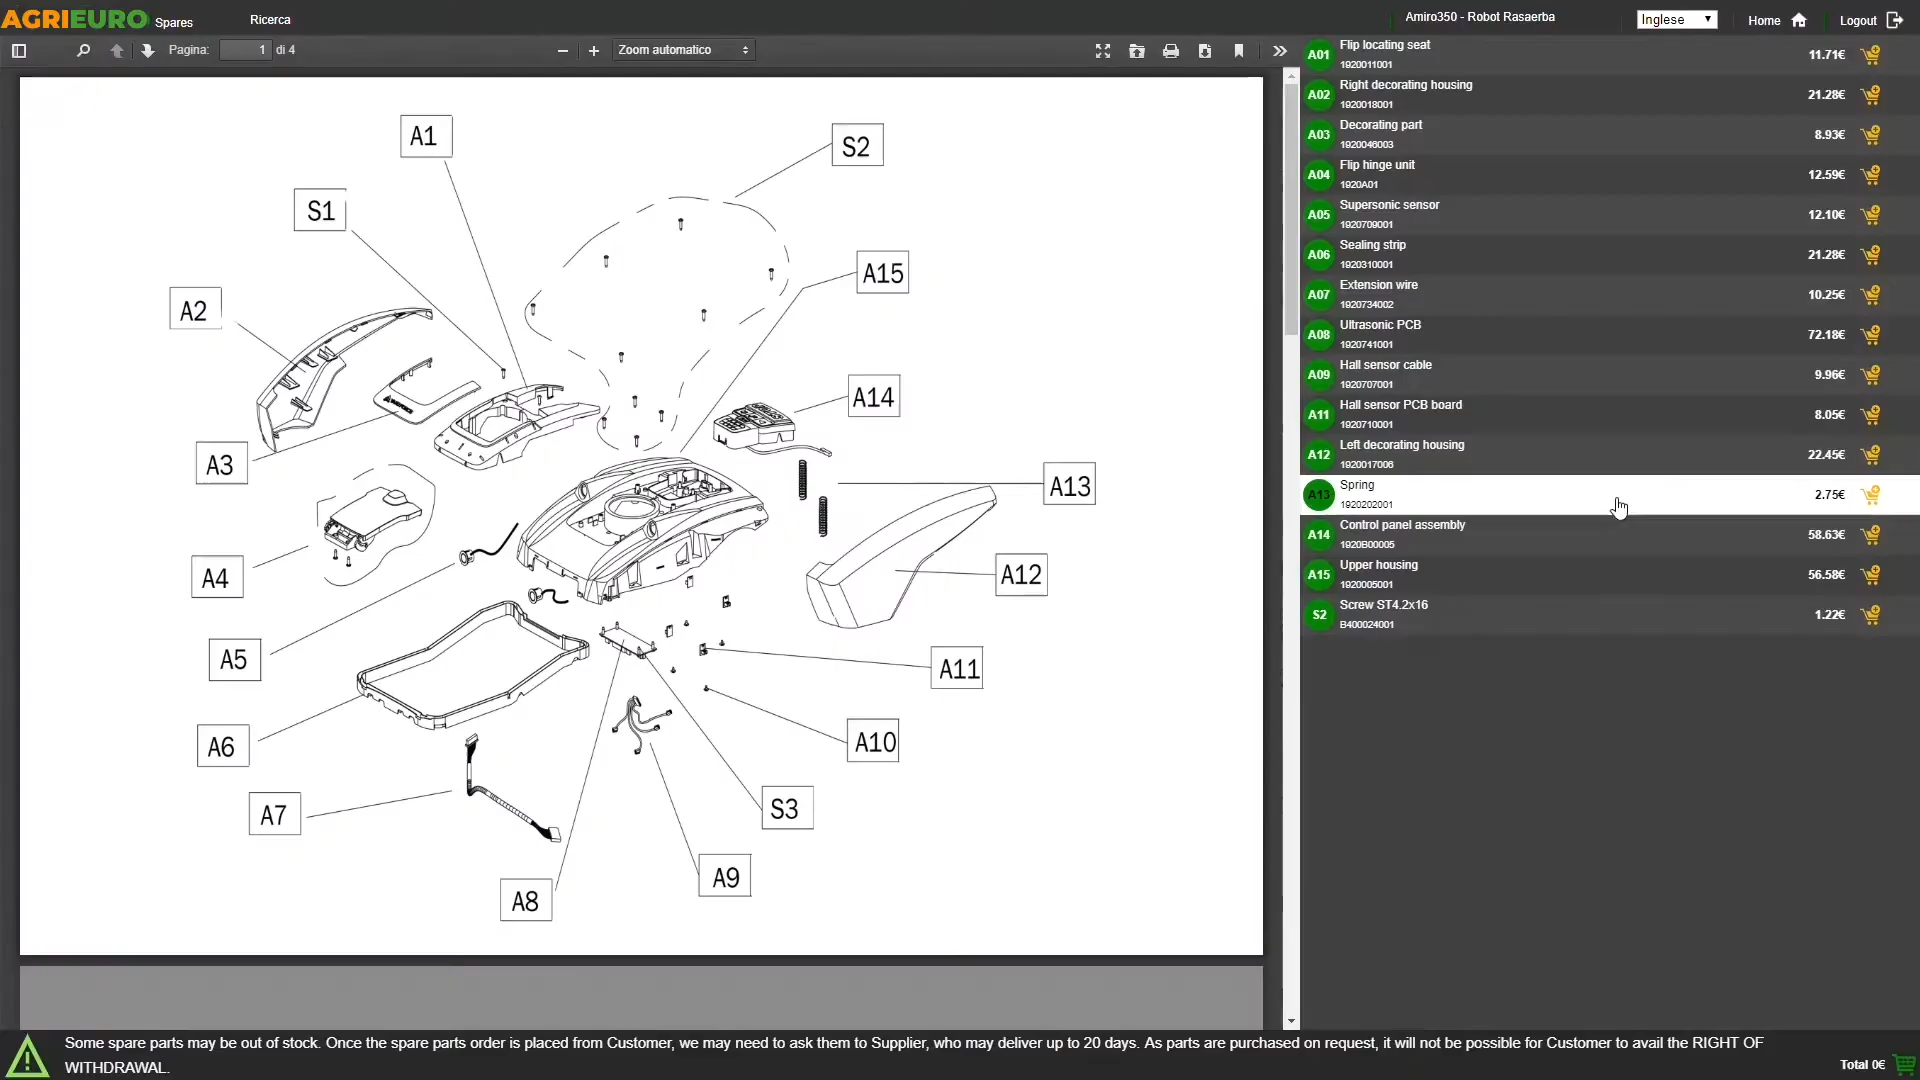 AGRIEURO Spares
Ricerca
Amiro350 - Robot Rasaerba
Inglese
Home
Logout
Pagina:
1
di 4
Zoom automatico
A1
S2
S1
A15
A2
A14
A3
A13
A4
A12
A5
A11
A6
A10
A7
S3
A9
A8
A01
Flip locating seat
1920011001
11.71€
A02
Right decorating housing
1920018001
21.28€
A03
Decorating part
1920046003
8.93€
A04
Flip hinge unit
1920A01
12.59€
A05
Supersonic sensor
1920709001
12.10€
A06
Sealing strip
1920310001
21.28€
A07
Extension wire
1920734002
10.25€
A08
Ultrasonic PCB
1920741001
72.18€
A09
Hall sensor cable
1920707001
9.96€
A11
Hall sensor PCB board
1920710001
8.05€
A12
Left decorating housing
1920017006
22.45€
A13
Spring
1920202001
2.75€
A14
Control panel assembly
1920B00005
58.63€
A15
Upper housing
1920005001
56.58€
S2
Screw ST4.2x16
B400024001
1.22€
Some spare parts may be out of stock. Once the spare parts order is placed from Customer, we may need to ask them to Supplier, who may deliver up to 20 days. As parts are purchased on request, it will not be possible for Customer to avail the RIGHT OF
WITHDRAWAL.
Total 0€